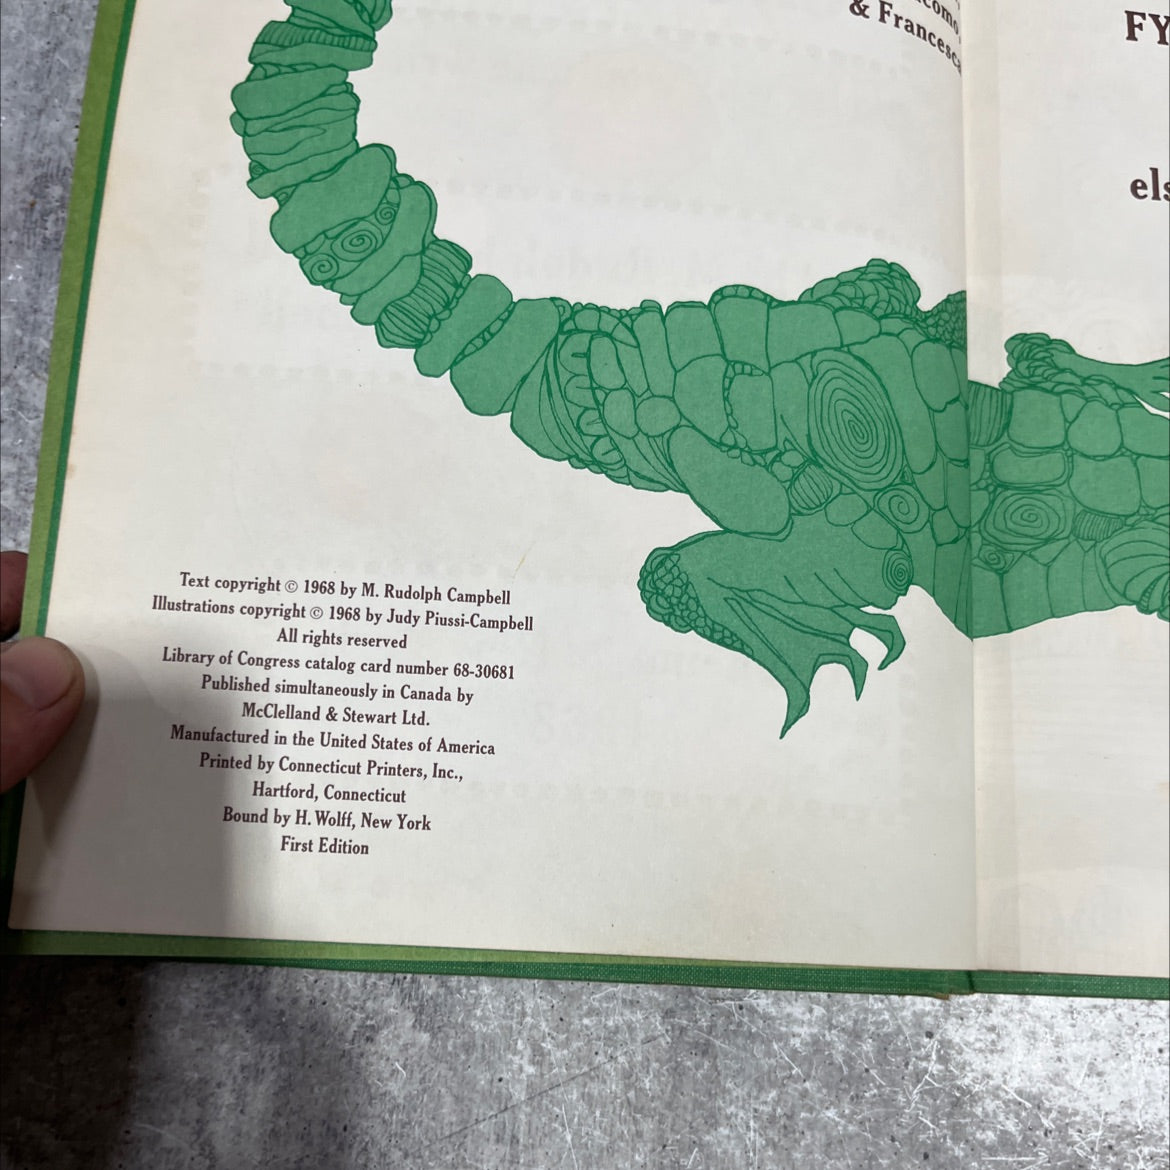 & Francesca
FY
els
Text copyright © 1968 by M. Rudolph Campbell
Illustrations copyright © 1968 by Judy Piussi-Campbell
All rights reserved
Library of Congress catalog card number 68-30681
Published simultaneously in Canada by
McClelland & Stewart Ltd.
Manufactured in the United States of America
Printed by Connecticut Printers, Inc.,
Hartford, Connecticut
Bound by H. Wolff, New York
First Edition